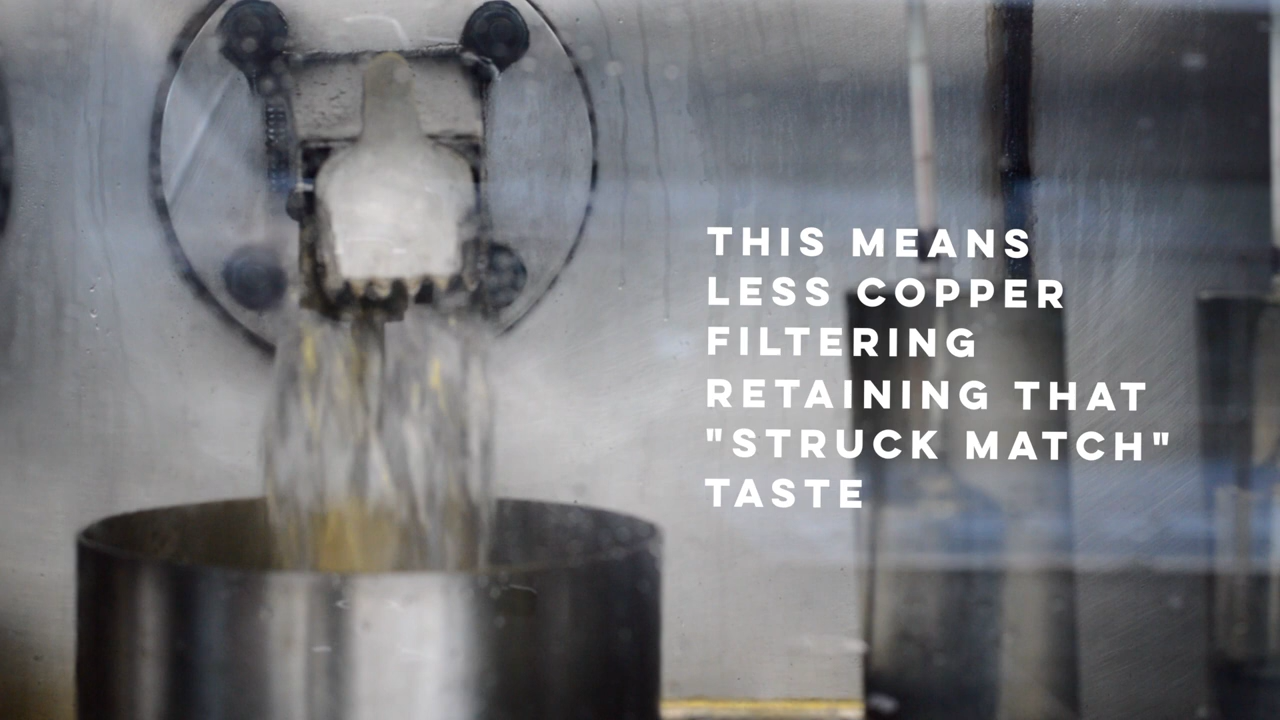 THIS MEANS
LESS COPPER
FILTERING
RETAINING THAT
"STRUCK MATCH"
TASTE